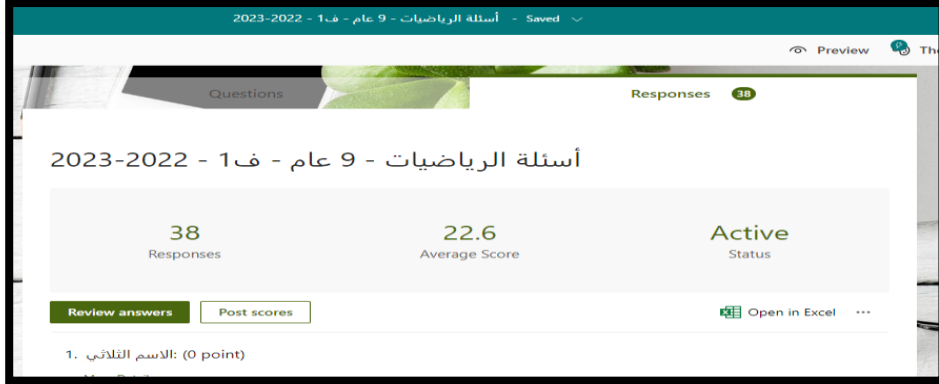 أسئلة الرياضيات - 9 عام - ف1 - 2022-2023 - Saved
Preview
Questions
Responses 38
أسئلة الرياضيات - 9 عام - ف1 - 2022-2023
38
Responses
22.6
Average Score
Active
Status
Review answers
Post scores
Open in Excel
1. الاسم الثلاثي: (0 point)